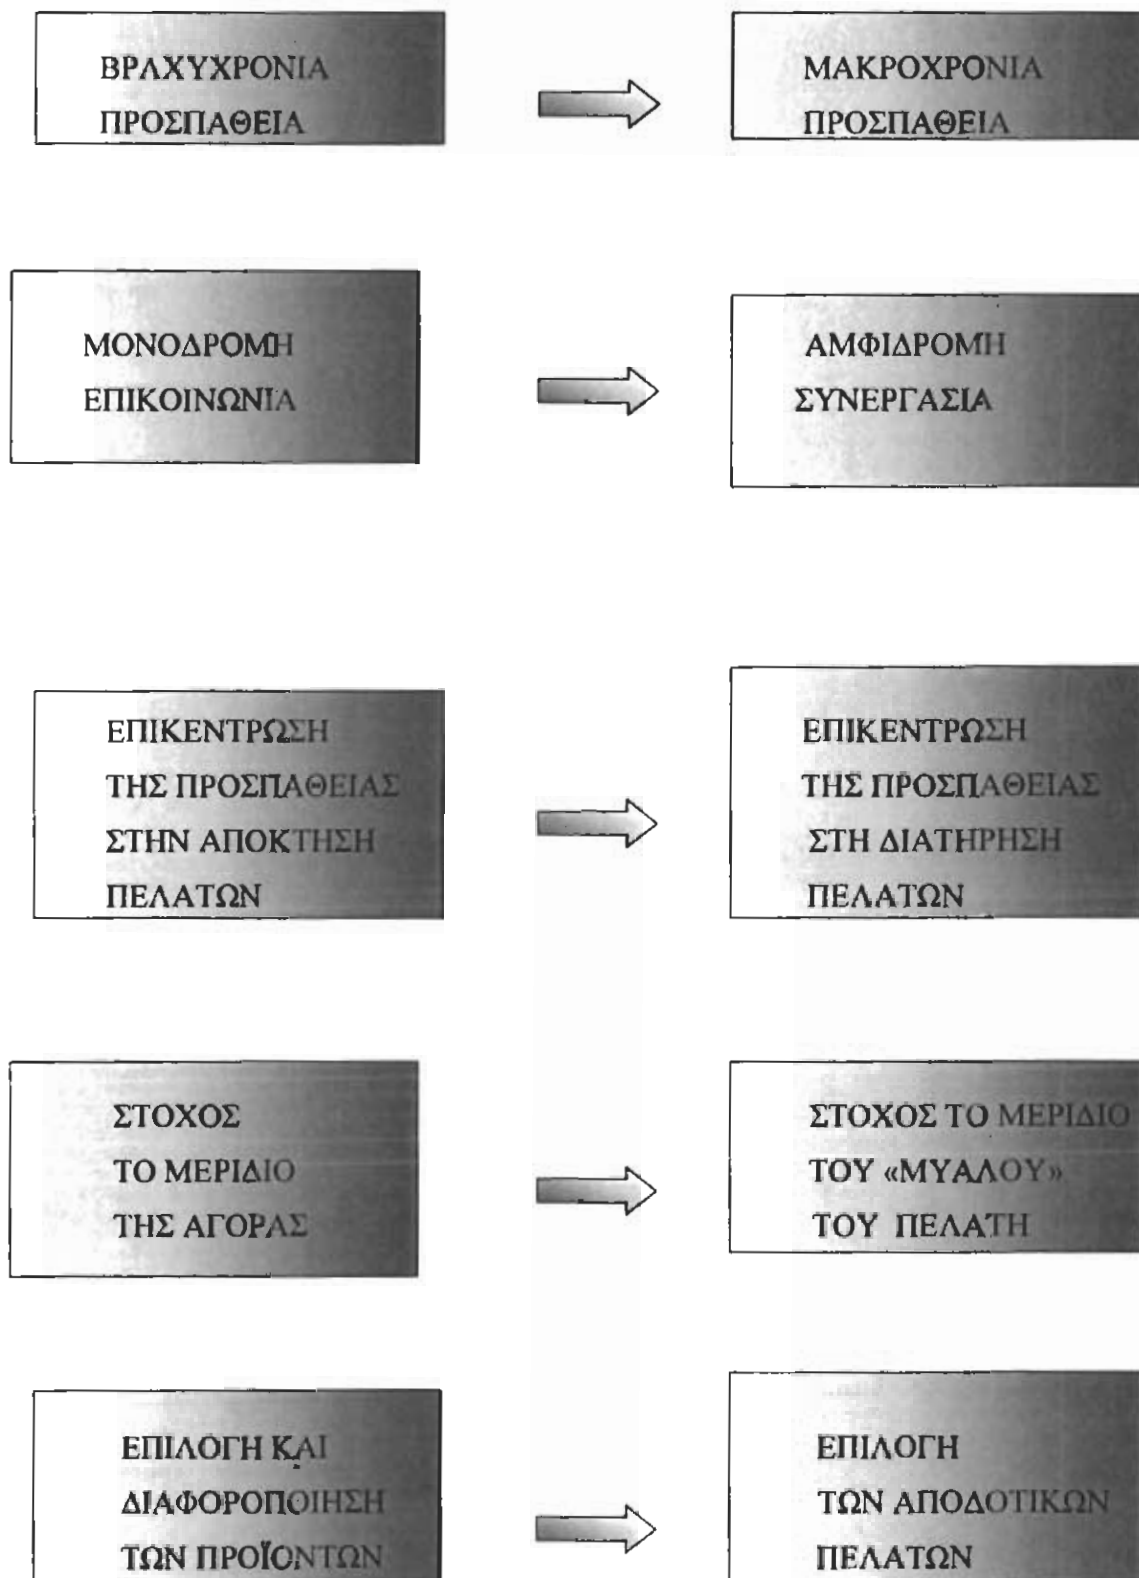 ΒΡΑΧΥΧΡΟΝΙΑ
ΠΡΟΣΠΑΘΕΙΑ
ΜΑΚΡΟΧΡΟΝΙΑ
ΠΡΟΣΠΑΘΕΙΑ
ΜΟΝΟΔΡΟΜΗ
ΕΠΙΚΟΙΝΩΝΙΑ
ΑΜΦΙΔΡΟΜΗ
ΣΥΝΕΡΓΑΣΙΑ
ΕΠΙΚΕΝΤΡΩΣΗ
ΤΗΣ ΠΡΟΣΠΑΘΕΙΑΣ
ΣΤΗΝ ΑΠΟΚΤΗΣΗ
ΠΕΛΑΤΩΝ
ΕΠΙΚΕΝΤΡΩΣΗ
ΤΗΣ ΠΡΟΣΠΑΘΕΙΑΣ
ΣΤΗ ΔΙΑΤΗΡΗΣΗ
ΠΕΛΑΤΩΝ
ΣΤΟΧΟΣ
ΤΟ ΜΕΡΙΔΙΟ
ΤΗΣ ΑΓΟΡΑΣ
ΣΤΟΧΟΣ ΤΟ ΜΕΡΙΔΙΟ
ΤΟΥ «ΜΥΑΛΟΥ»
ΤΟΥ ΠΕΛΑΤΗ
ΕΠΙΛΟΓΗ ΚΑΙ
ΔΙΑΦΟΡΟΠΟΙΗΣΗ
ΤΩΝ ΠΡΟΪΟΝΤΩΝ
ΕΠΙΛΟΓΗ
ΤΩΝ ΑΠΟΔΟΤΙΚΩΝ
ΠΕΛΑΤΩΝ